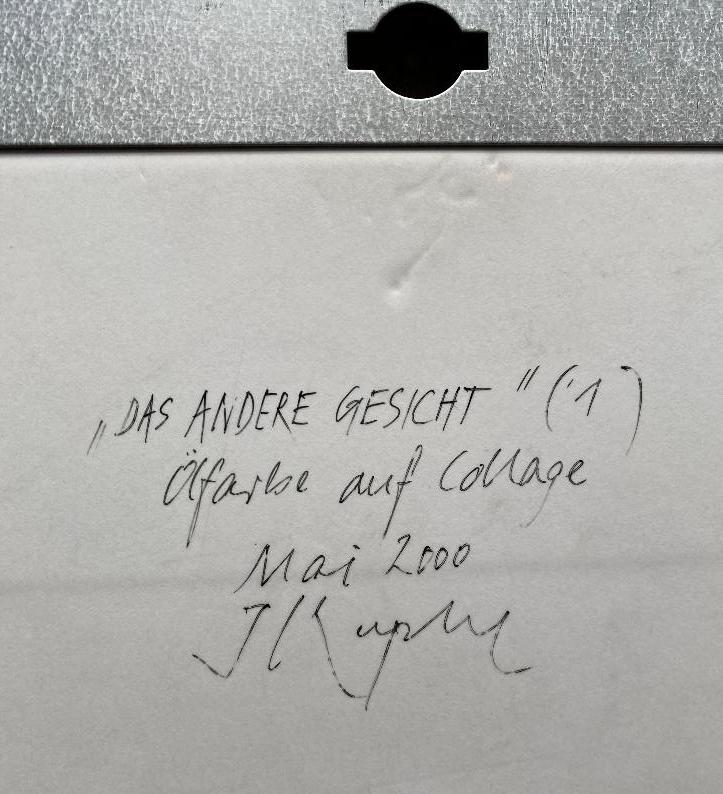 „DAS ANDERE GESICHT" (1)
Ölfarbe auf Collage
Mai 2000